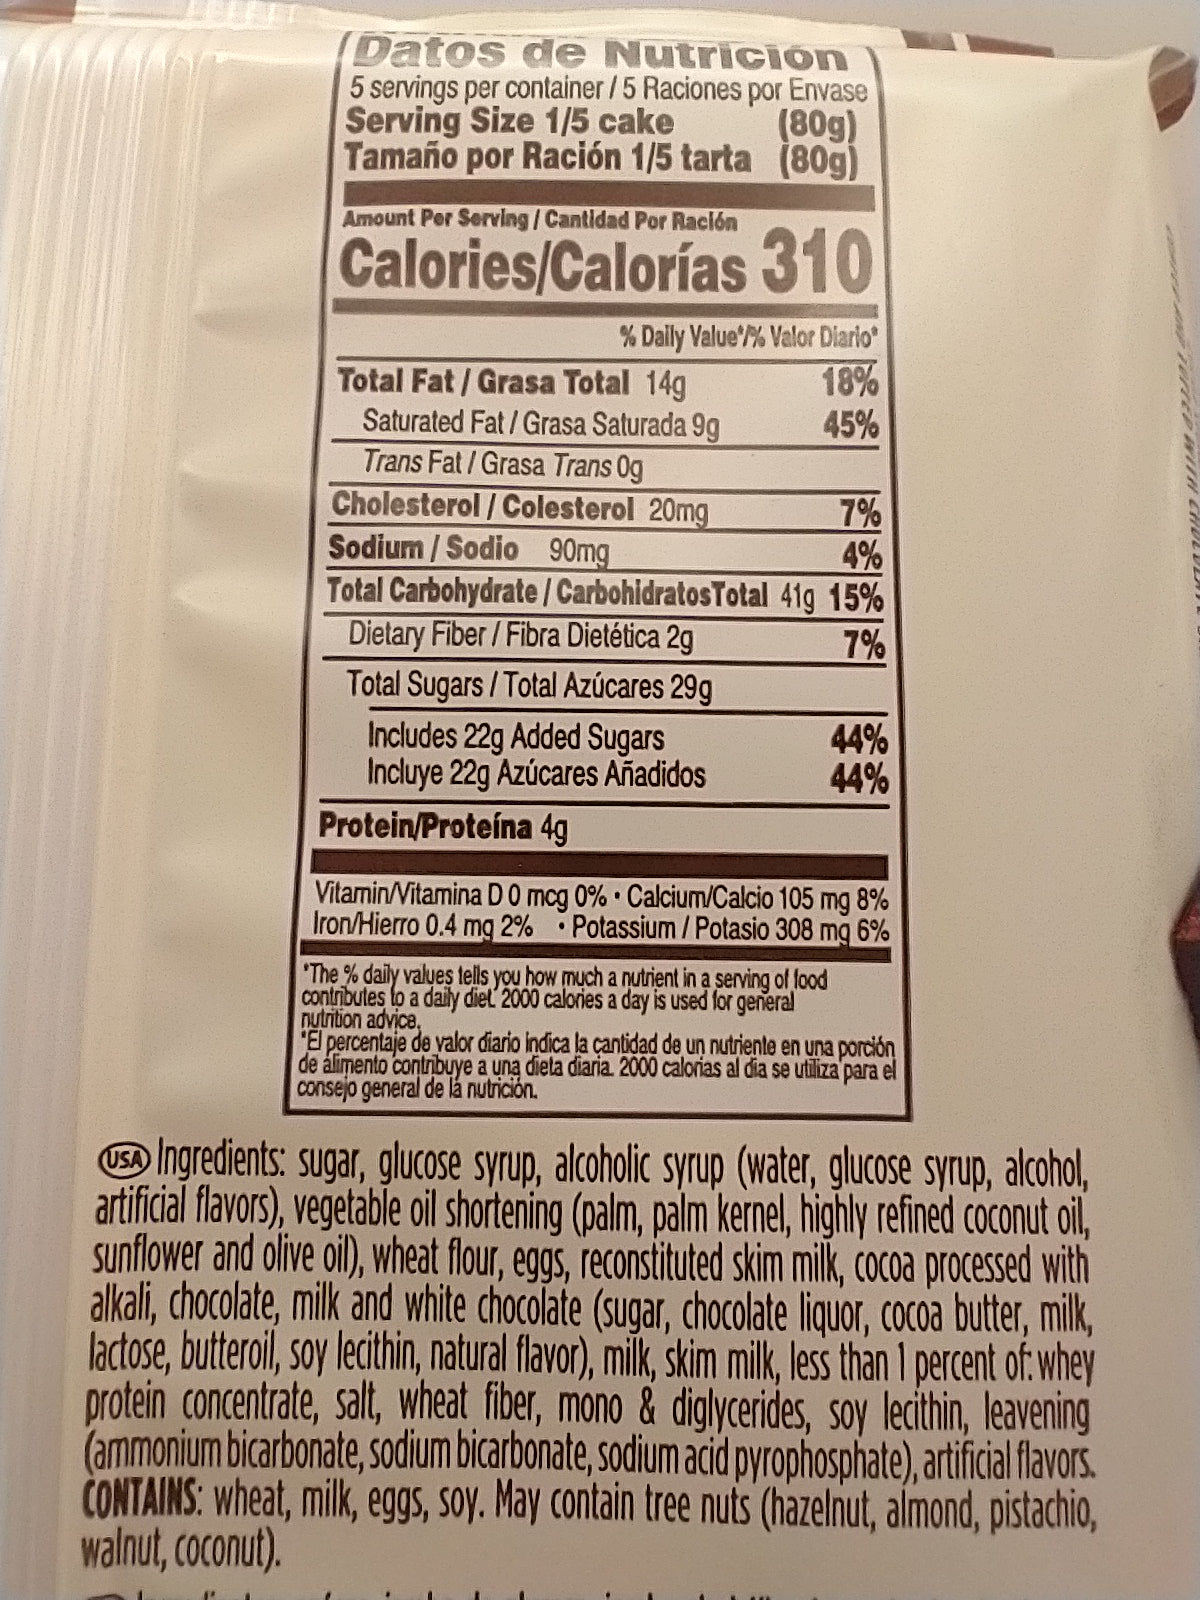 Datos de Nutrición
5 servings per container / 5 Raciones por Envase
Serving Size 1/5 cake (80g)
Tamaño por Ración 1/5 tarta (80g)
Amount Per Serving / Cantidad Por Ración
Calories/Calorías 310
% Daily Value*/% Valor Diario*
Total Fat / Grasa Total 14g 18%
Saturated Fat / Grasa Saturada 9g 45%
Trans Fat / Grasa Trans 0g
Cholesterol / Colesterol 20mg 7%
Sodium / Sodio 90mg 4%
Total Carbohydrate / CarbohidratosTotal 41g 15%
Dietary Fiber / Fibra Dietética 2g 7%
Total Sugars / Total Azúcares 29g
Includes 22g Added Sugars 44%
Incluye 22g Azúcares Añadidos 44%
Protein/Proteína 4g
Vitamin/Vitamina D 0 mcg 0% • Calcium/Calcio 105 mg 8%
Iron/Hierro 0.4 mg 2% • Potassium / Potasio 308 mg 6%
*The % daily values tells you how much a nutrient in a serving of food
contributes to a daily diet. 2000 calories a day is used for general
nutrition advice.
*El percentaje de valor diario indica la cantidad de un nutriente en una porción
de alimento contribuye a una dieta diaria. 2000 calorias al dia se utiliza para el
consejo general de la nutrición.
USA Ingredients: sugar, glucose syrup, alcoholic syrup (water, glucose syrup, alcohol,
artificial flavors), vegetable oil shortening (palm, palm kernel, highly refined coconut oil,
sunflower and olive oil), wheat flour, eggs, reconstituted skim milk, cocoa processed with
alkali, chocolate, milk and white chocolate (sugar, chocolate liquor, cocoa butter, milk,
lactose, butteroil, soy lecithin, natural flavor), milk, skim milk, less than 1 percent of: whey
protein concentrate, salt, wheat fiber, mono & diglycerides, soy lecithin, leavening
(ammonium bicarbonate, sodium bicarbonate, sodium acid pyrophosphate), artificial flavors.
CONTAINS: wheat, milk, eggs, soy. May contain tree nuts (hazelnut, almond, pistachio,
walnut, coconut).